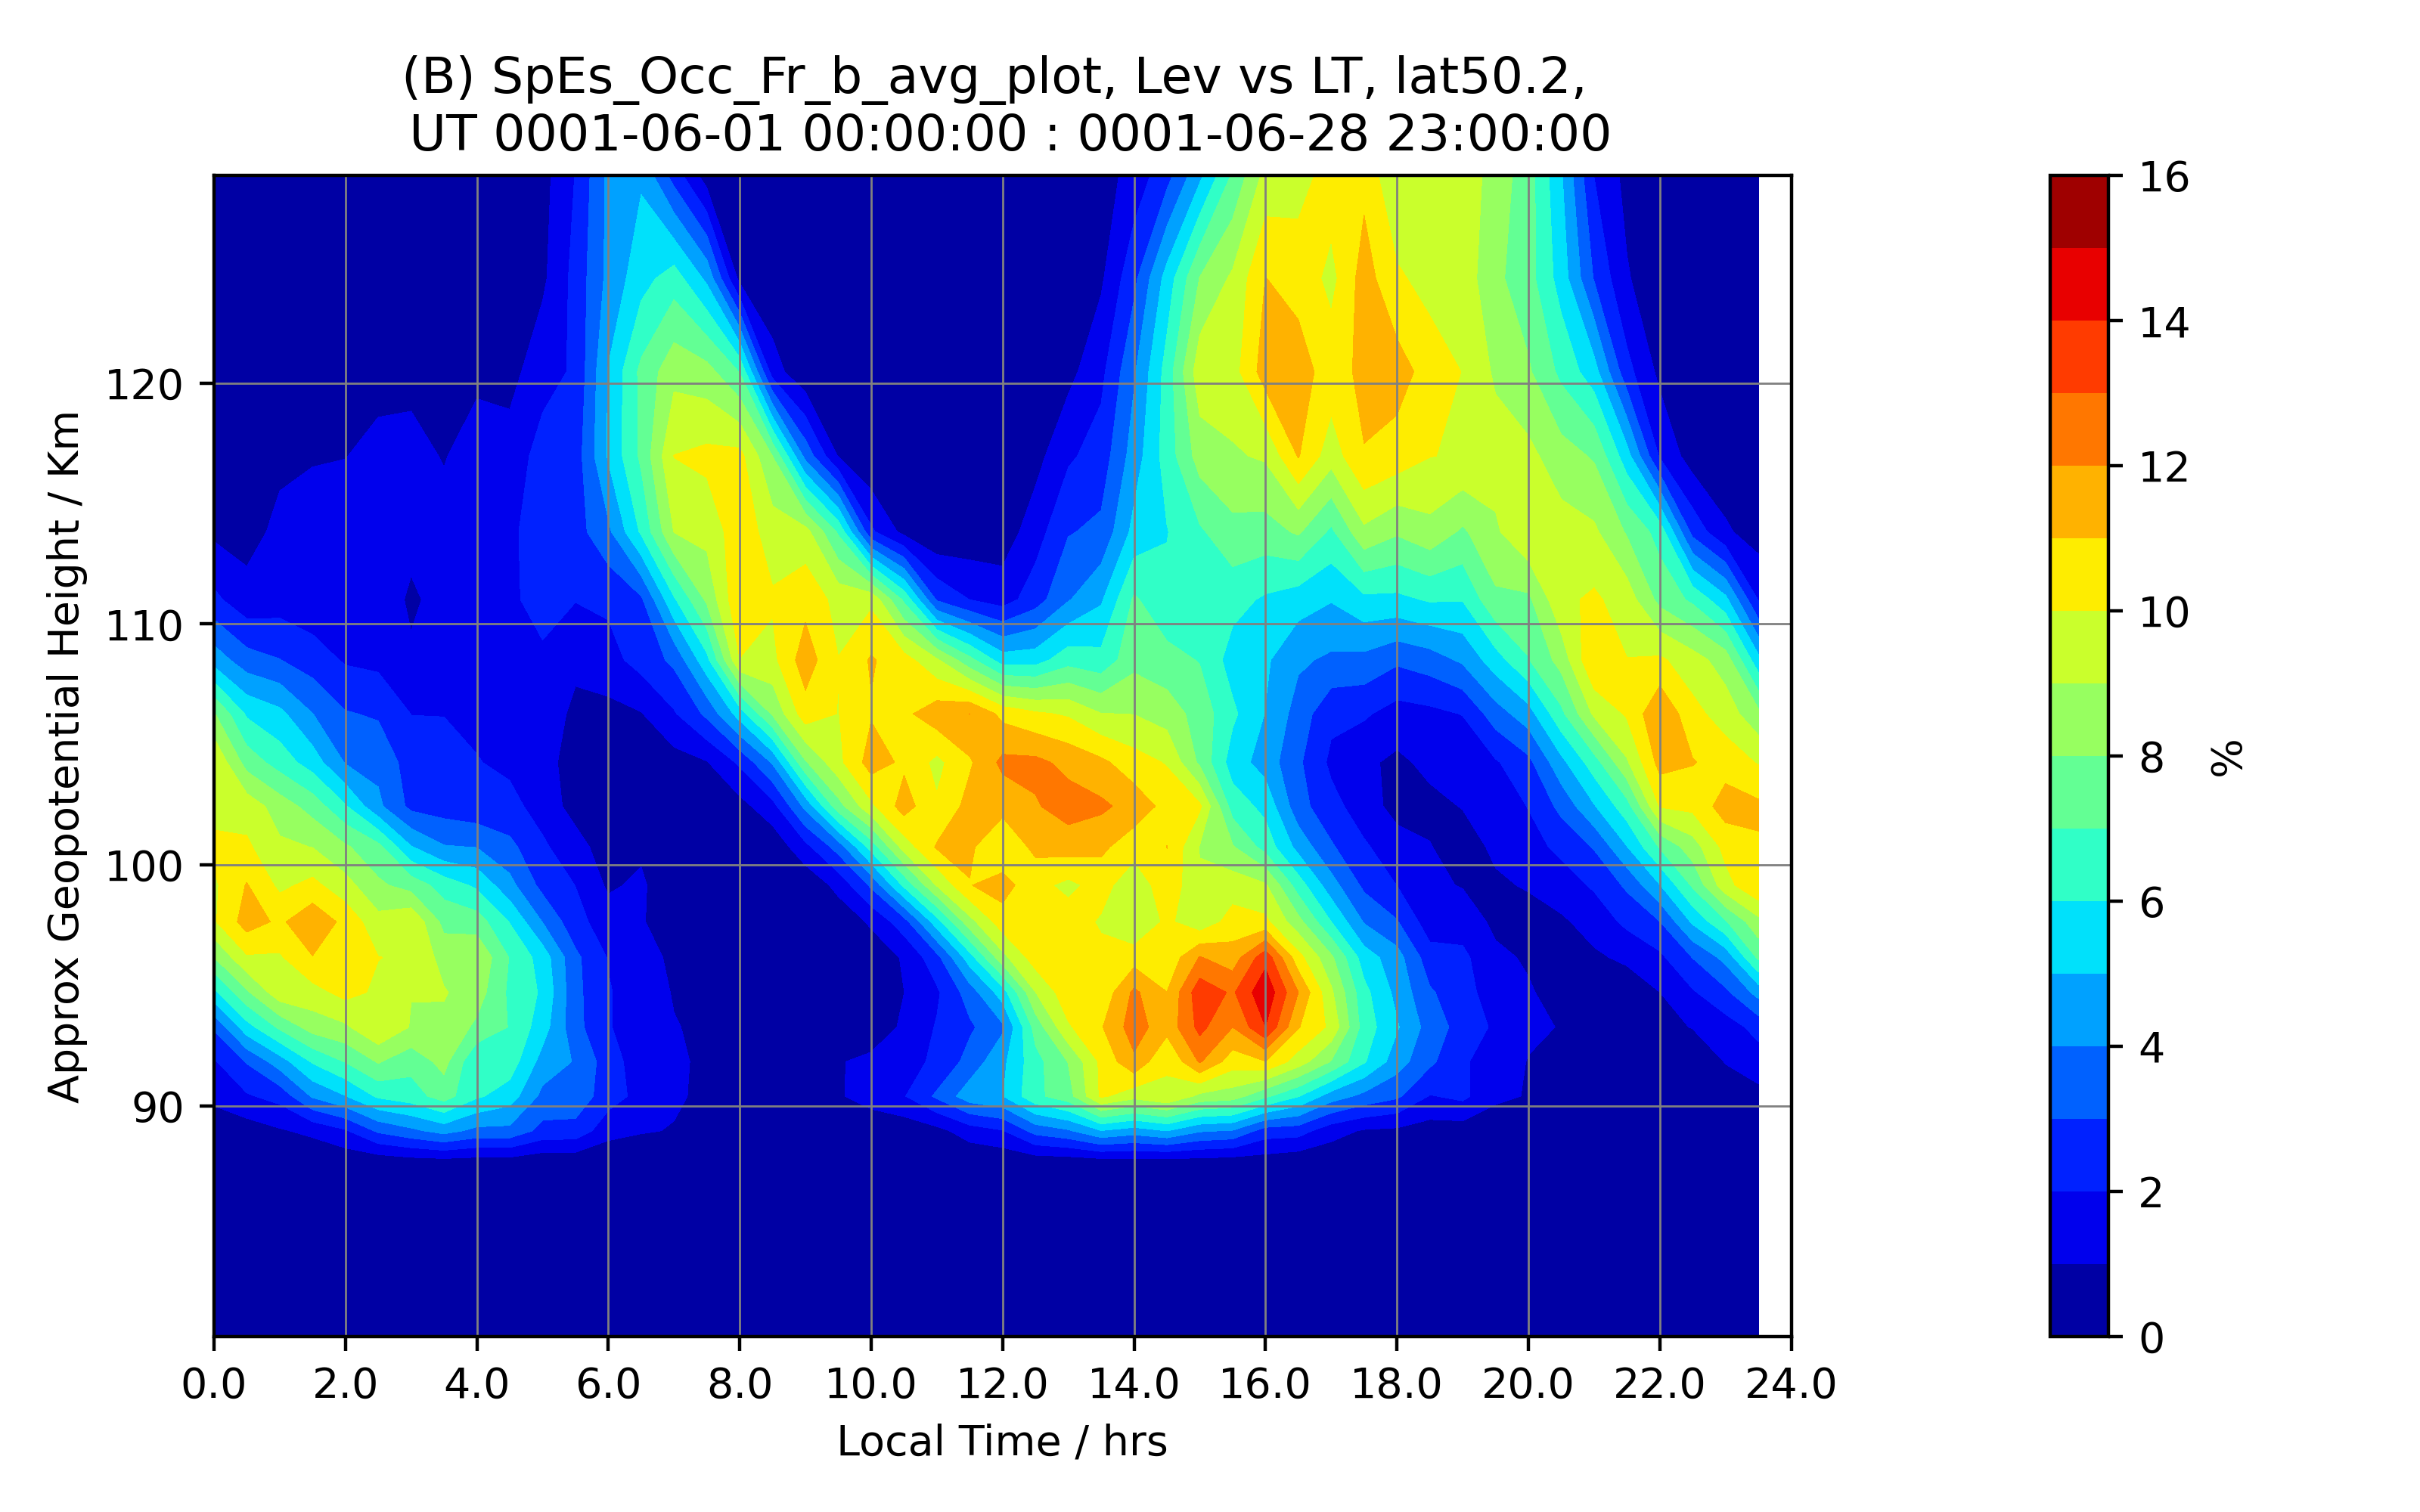 (B) SpEs_Occ_Fr_b_avg_plot, Lev vs LT, lat50.2,
UT 0001-06-01 00:00:00 : 0001-06-28 23:00:00
Approx Geopotential Height / Km
120
110
100
90
0.0 2.0 4.0 6.0 8.0 10.0 12.0 14.0 16.0 18.0 20.0 22.0 24.0
Local Time / hrs
16
14
12
10
8
6
4
2
0
%